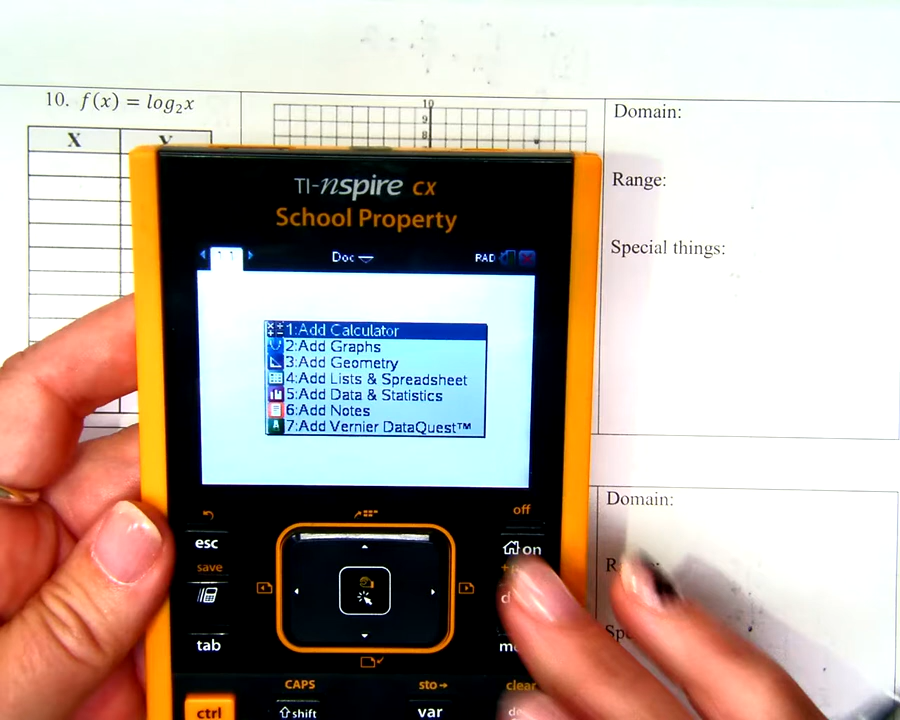 10. f(x) = log₂x
X
10
9
8
Domain:
Range:
Special things:
TI-nspire CX
School Property
Doc
RAD
1:Add Calculator
2:Add Graphs
3:Add Geometry
4:Add Lists & Spreadsheet
5:Add Data & Statistics
6:Add Notes
7:Add Vernier DataQuest™
Domain:
off
esc
on
save
tab
CAPS
sto→
clear
ctrl
⇧shift
var